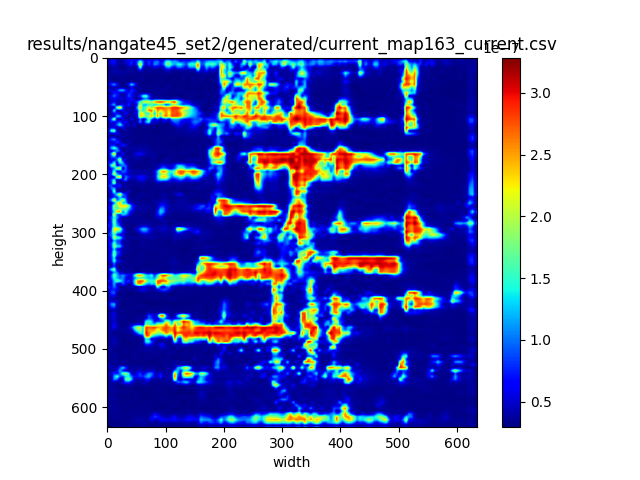 results/nangate45_set2/generated/current_map163_current.csv
1e−7
0
100
200
300
400
500
600
height
0 100 200 300 400 500 600
width
3.0
2.5
2.0
1.5
1.0
0.5